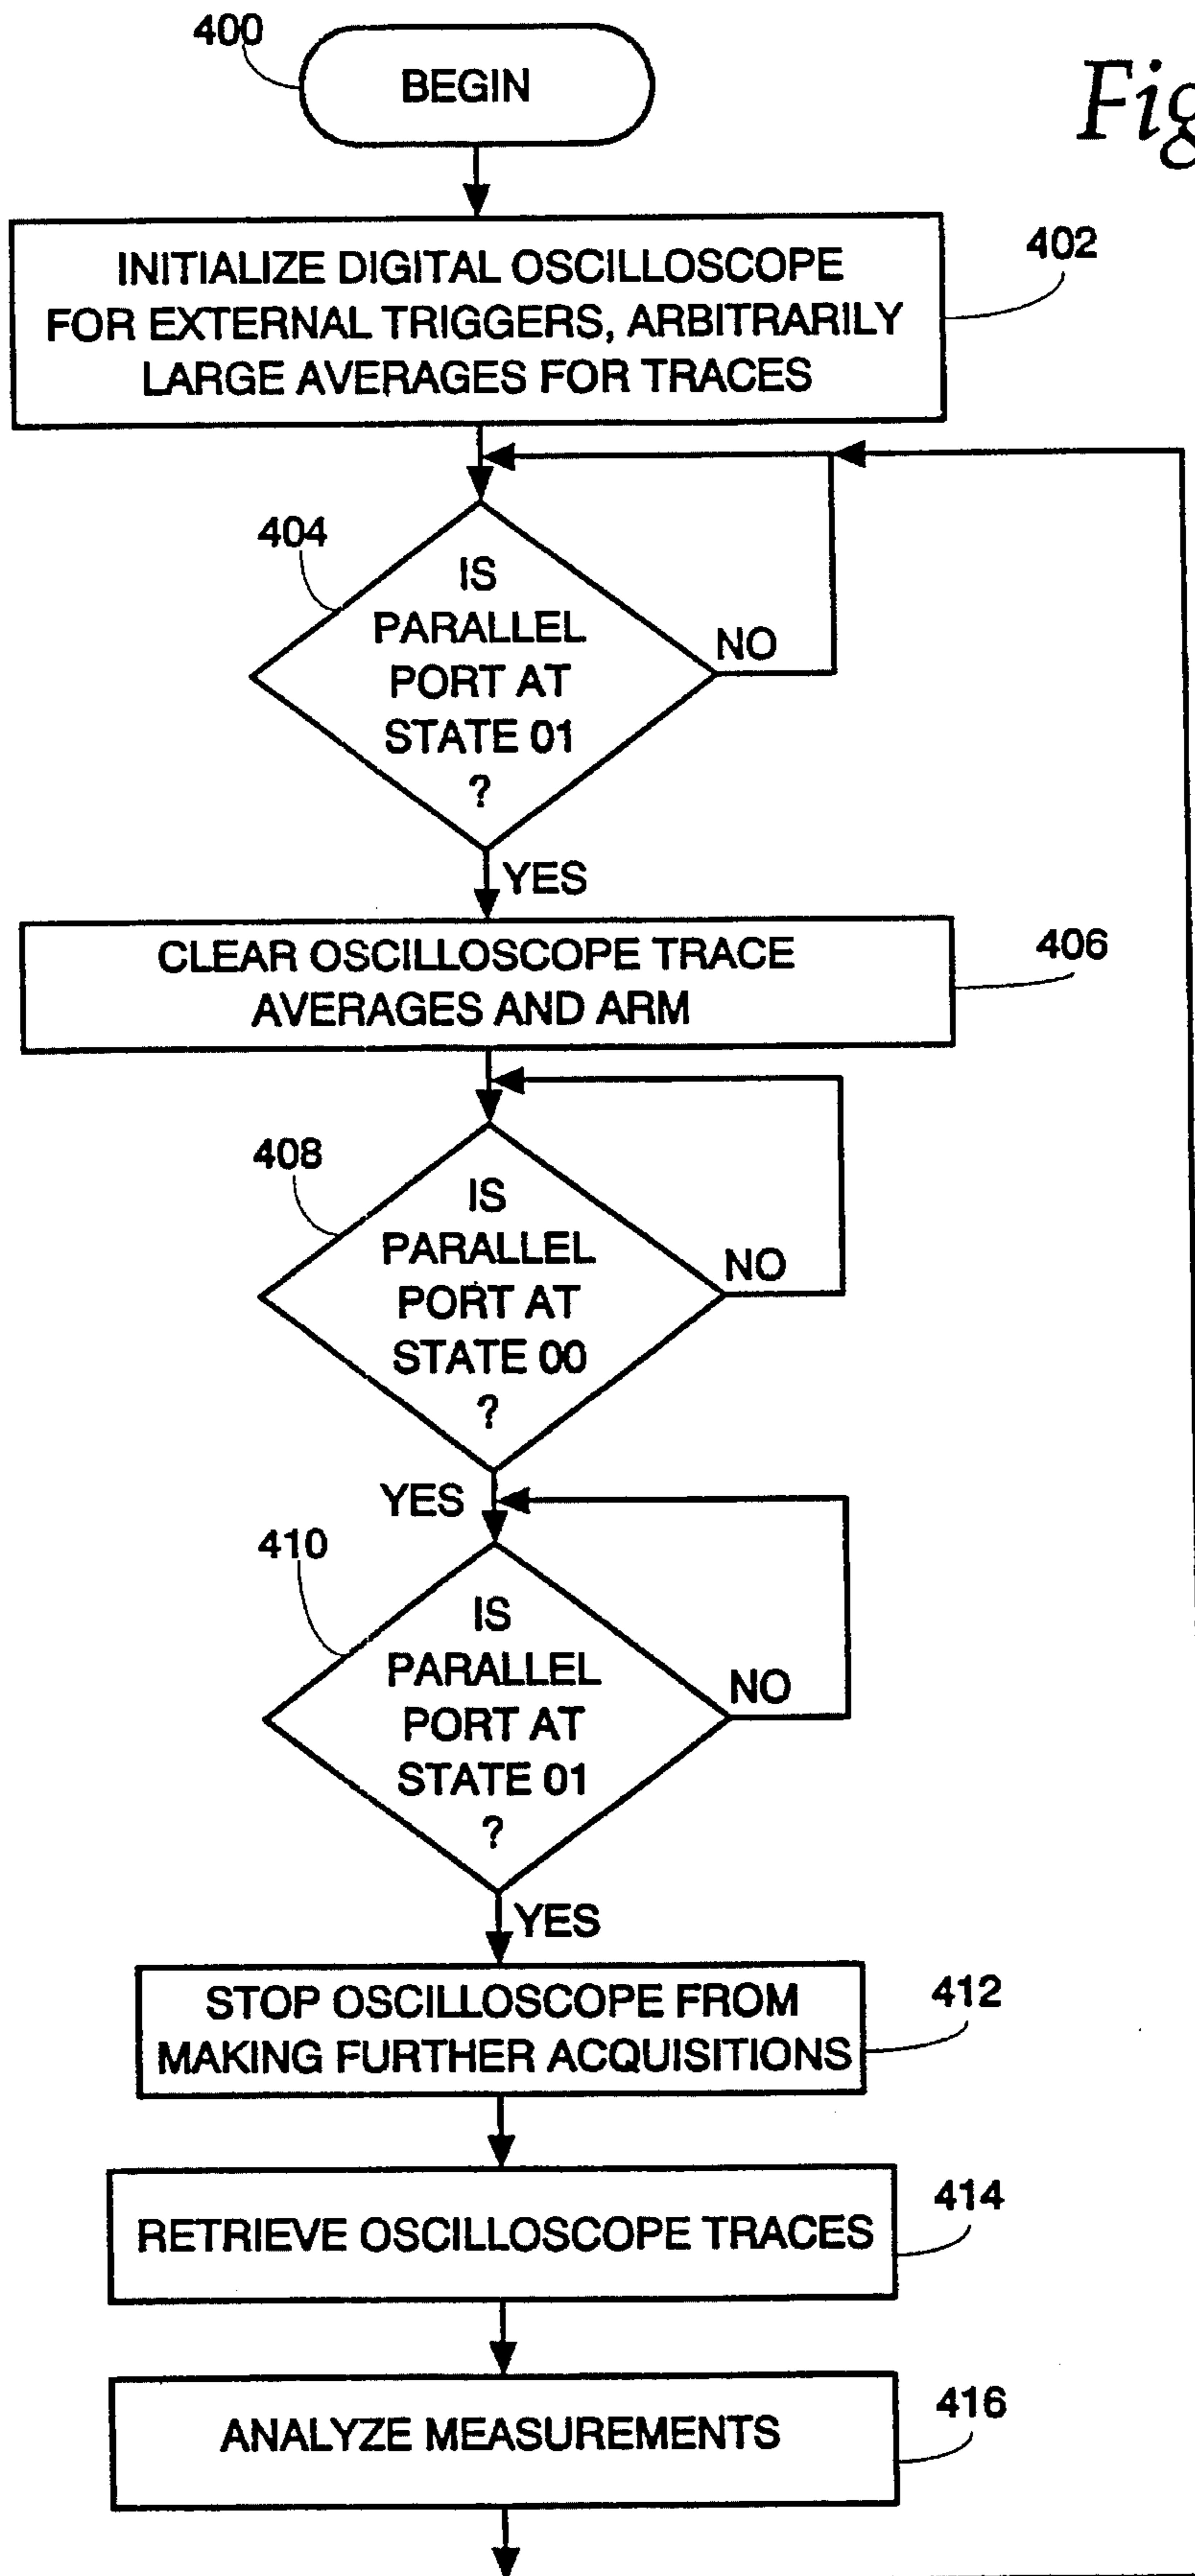 400
BEGIN
Fig
INITIALIZE DIGITAL OSCILLOSCOPE
FOR EXTERNAL TRIGGERS, ARBITRARILY
LARGE AVERAGES FOR TRACES
402
404
IS
PARALLEL
PORT AT
STATE 01
?
NO
YES
CLEAR OSCILLOSCOPE TRACE
AVERAGES AND ARM
406
408
IS
PARALLEL
PORT AT
STATE 00
?
NO
YES
410
IS
PARALLEL
PORT AT
STATE 01
?
NO
YES
STOP OSCILLOSCOPE FROM
MAKING FURTHER ACQUISITIONS
412
RETRIEVE OSCILLOSCOPE TRACES
414
ANALYZE MEASUREMENTS
416